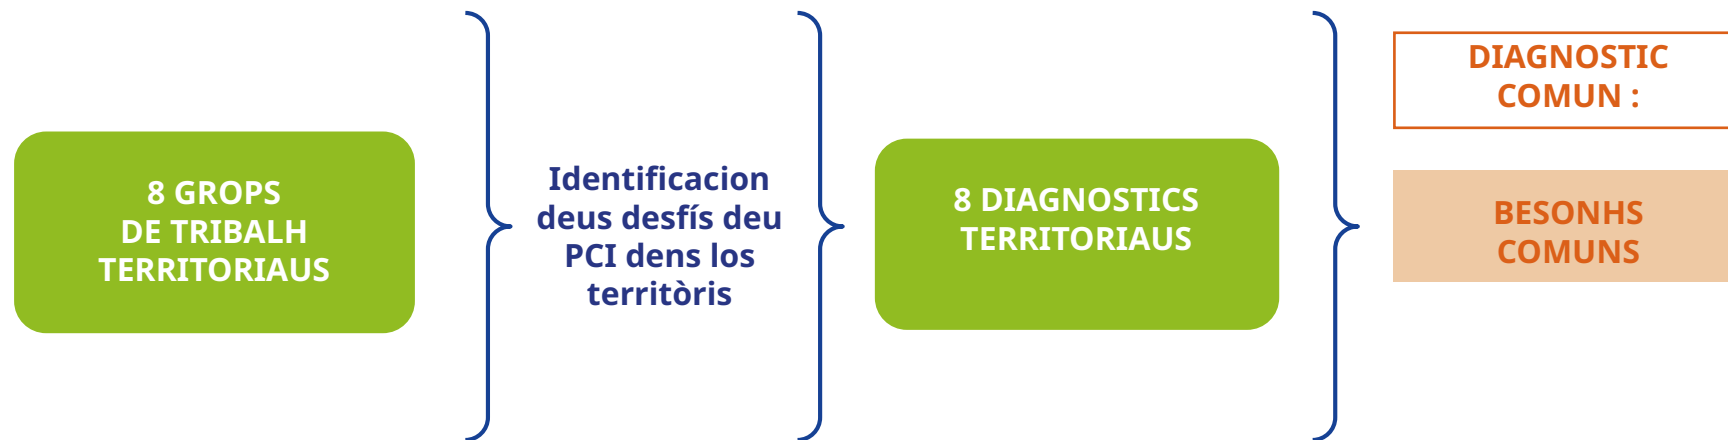 8 GROPS
DE TRIBALH
TERRITORIAUS
Identificacion
deus desfís deu
PCI dens los
territòris
8 DIAGNOSTICS
TERRITORIAUS
DIAGNOSTIC
COMUN :
BESONHS
COMUNS